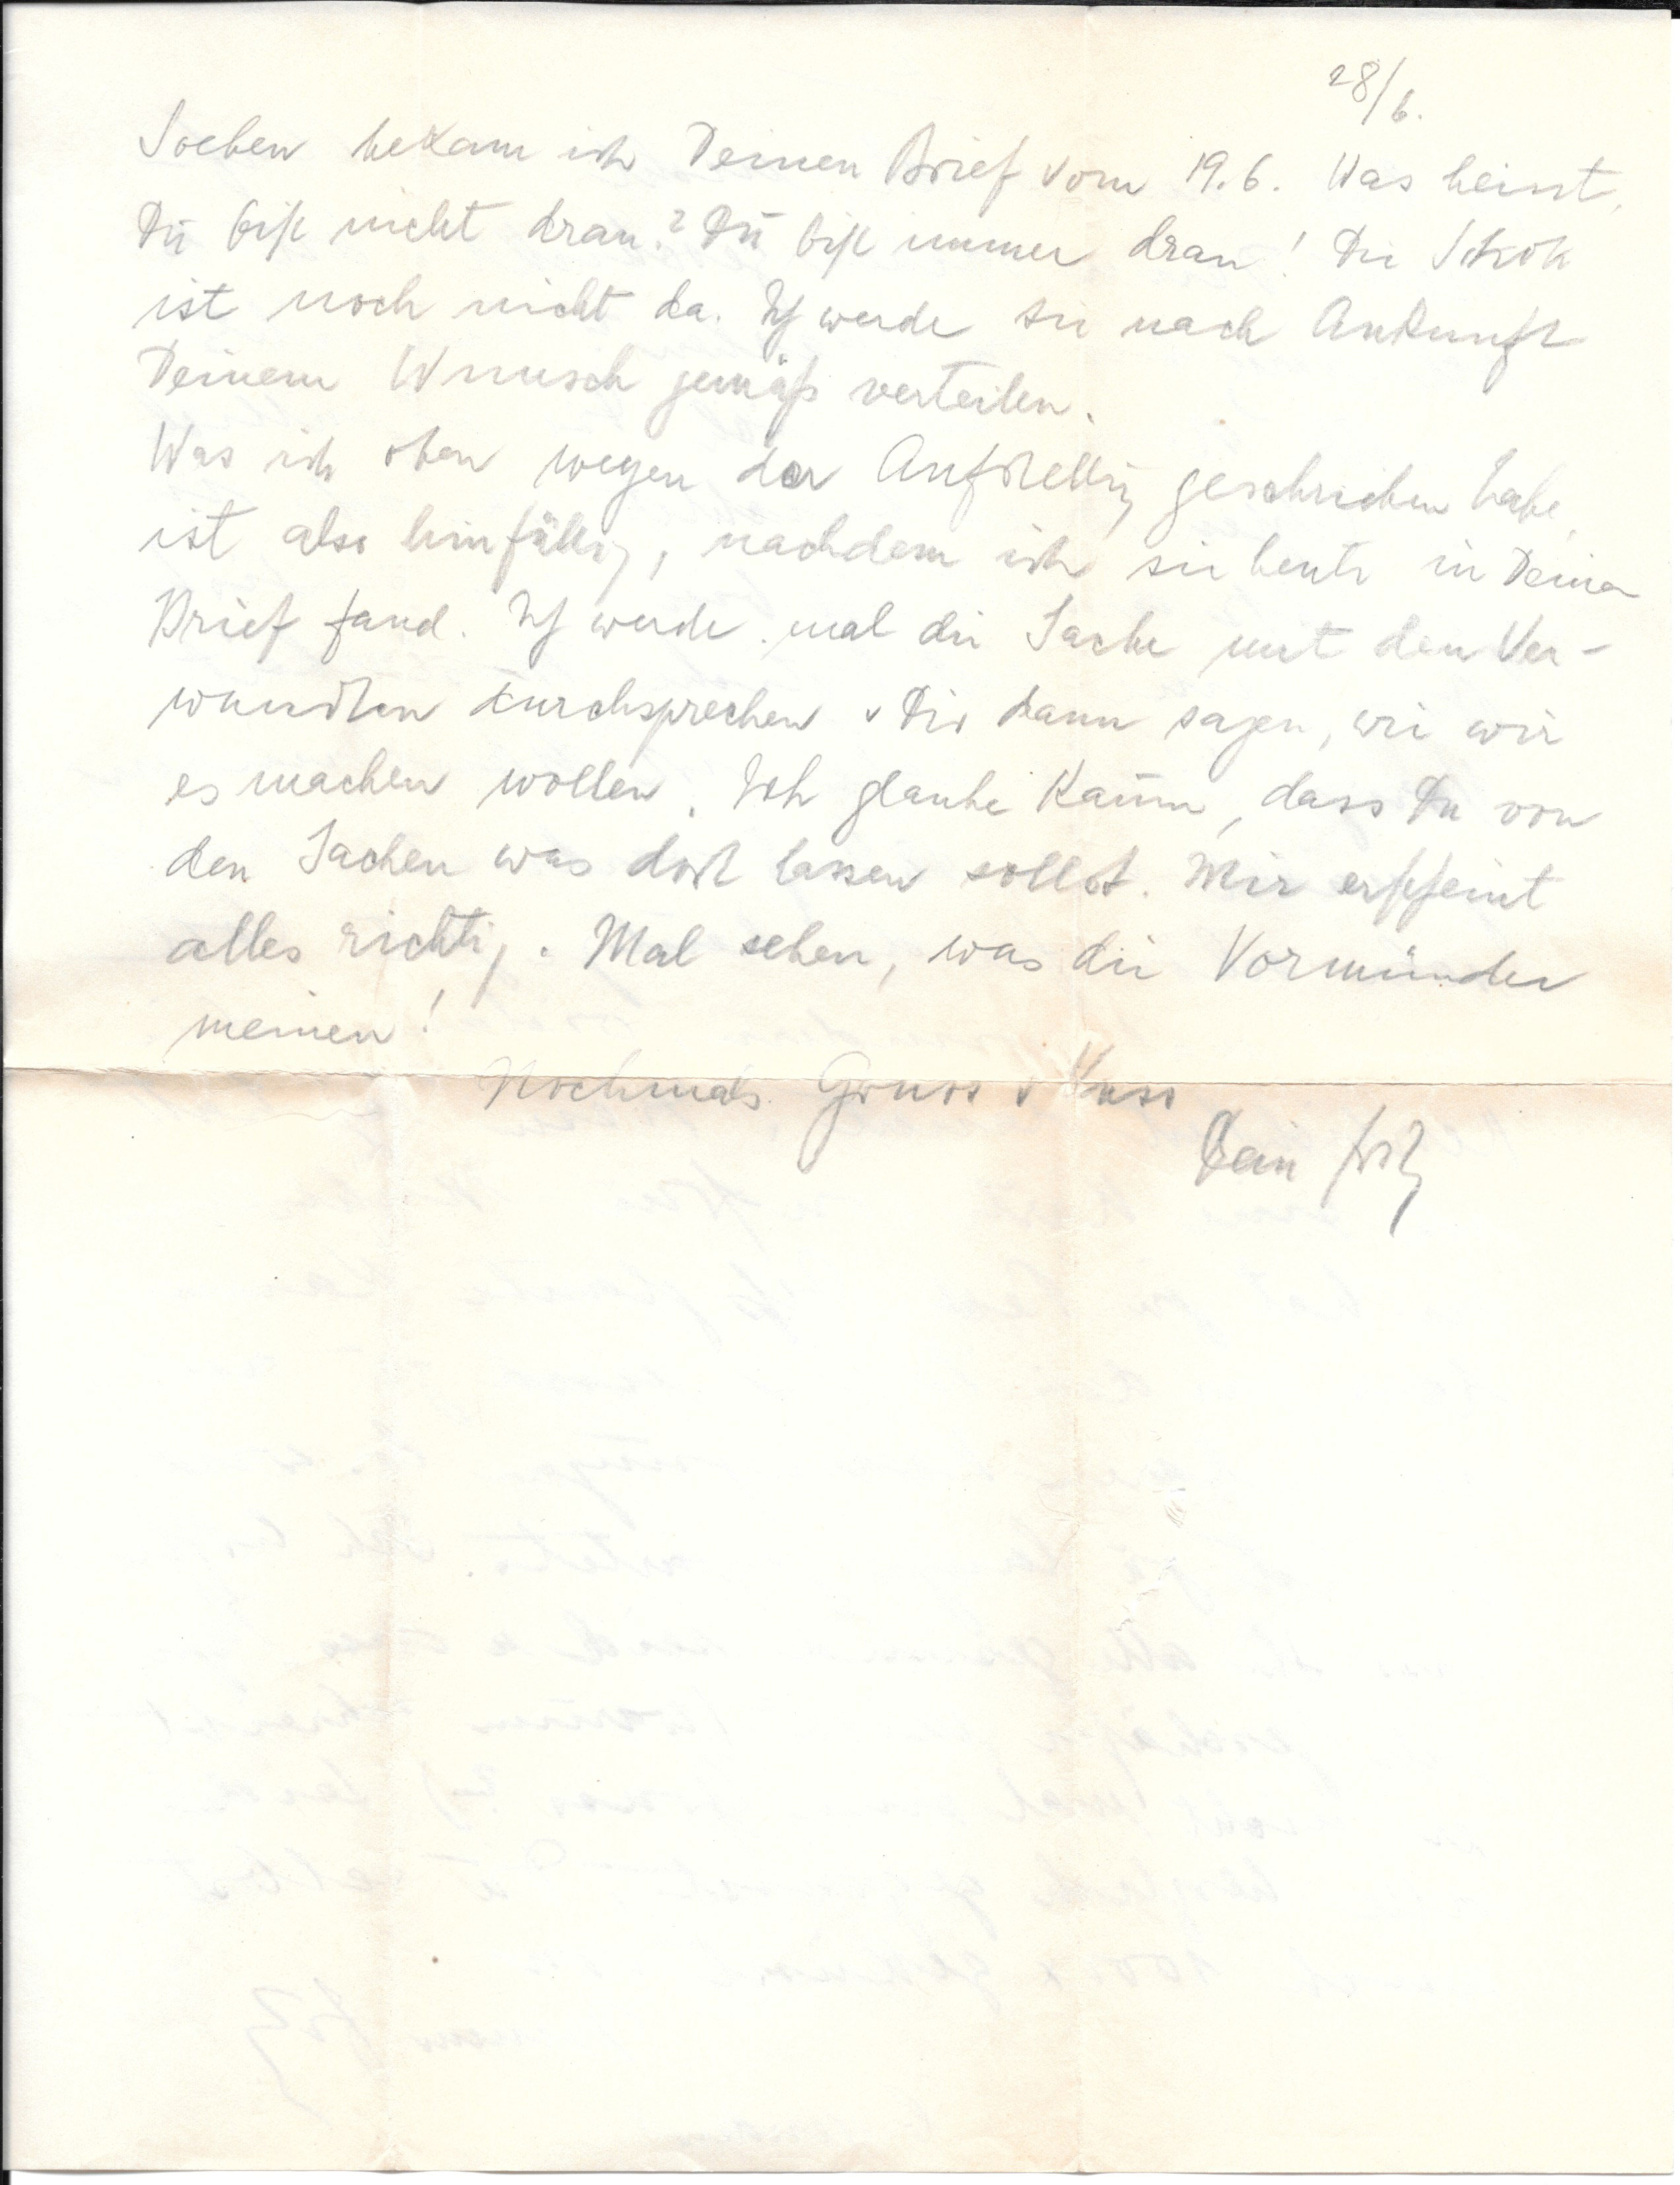 28/6.
Soeben bekam ich Deinen Brief vom 19.6. Was heisst,
Du bist nicht dran? Du bist immer dran! Die Schok
ist noch nicht da. Ich werde sie nach Ankunft
Deinem Wunsch gemäß verteilen.
Was ich oben wegen der Aufstellung geschrieben habe,
ist also hinfällig, nachdem ich sie heute in Deinem
Brief fand. Ich werde mal die Sache mit den Ver-
wandten durchsprechen u Dir dann sagen, wie wir
es machen wollen. Ich glaube kaum, dass Du von
den Sachen was dort lassen sollst. Mir erscheint
alles richtig. Mal sehen, was die Vormünder
meinen!
Nochmals Gruss u Kuss
Dein Fritz